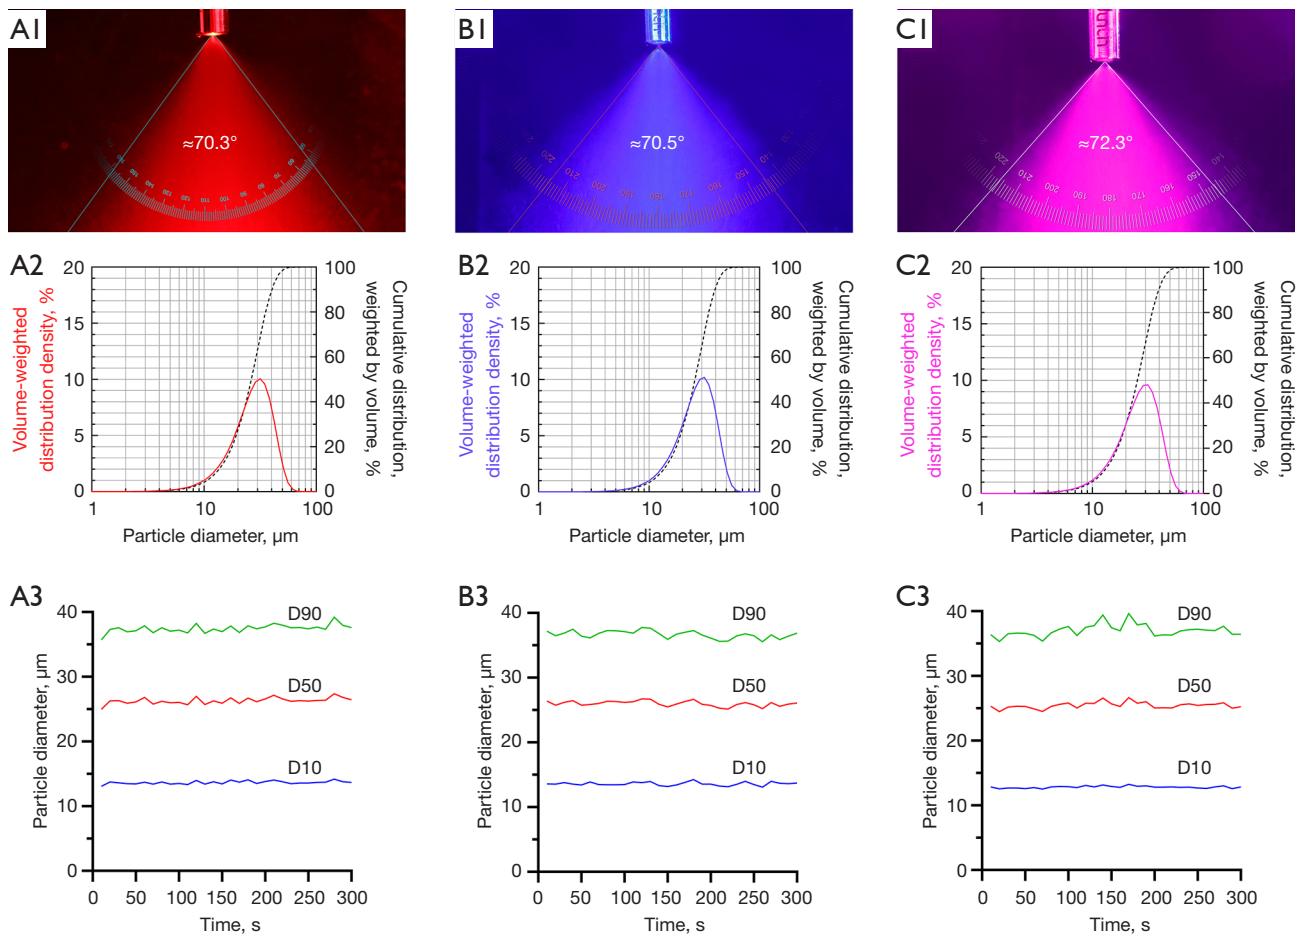 A1
≈70.3°
B1
≈70.5°
C1
≈72.3°
A2
Volume-weighted
distribution density, %
20
15
10
5
0
1
10
100
Particle diameter, µm
100
80
60
40
20
0
Cumulative distribution,
weighted by volume, %
B2
Volume-weighted
distribution density, %
20
15
10
5
0
1
10
100
Particle diameter, µm
100
80
60
40
20
0
Cumulative distribution,
weighted by volume, %
C2
Volume-weighted
distribution density, %
20
15
10
5
0
1
10
100
Particle diameter, µm
100
80
60
40
20
0
Cumulative distribution,
weighted by volume, %
A3
Particle diameter, µm
40
30
20
10
0
D90
D50
D10
0 50 100 150 200 250 300
Time, s
B3
Particle diameter, µm
40
30
20
10
0
D90
D50
D10
0 50 100 150 200 250 300
Time, s
C3
Particle diameter, µm
40
30
20
10
0
D90
D50
D10
0 50 100 150 200 250 300
Time, s